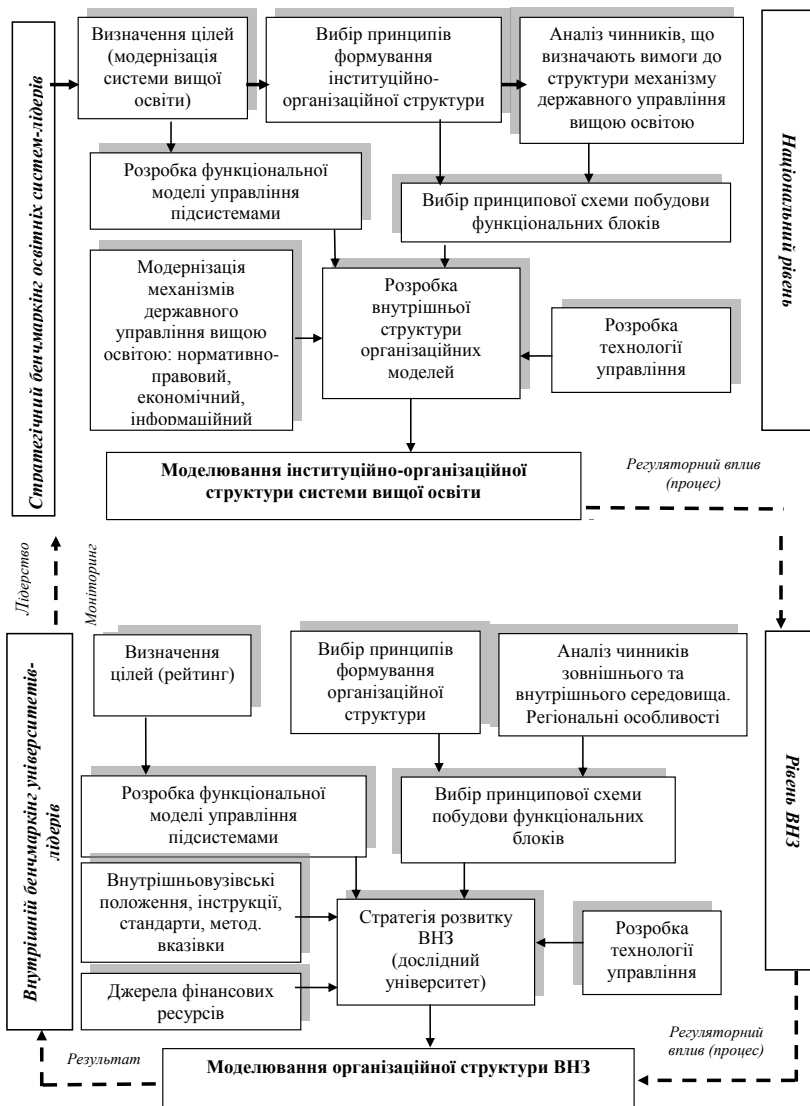 Стратегічний бенчмаркінг освітніх систем-лідерів
Визначення цілей
(модернізація
системи вищої
освіти)
Вибір принципів
формування
інституційно-
організаційної структури
Аналіз чинників, що
визначають вимоги до
структури механізму
державного управління
вищою освітою
Національний рівень
Розробка функціональної
моделі управління
підсистемами
Вибір принципової схеми побудови
функціональних блоків
Модернізація
механізмів
державного
управління вищою
освітою: нормативно-
правовий,
економічний,
інформаційний
Розробка
внутрішньої
структури
організаційних
моделей
Розробка
технології
управління
Моделювання інституційно-організаційної
структури системи вищої освіти
Регуляторний вплив
(процес)
Лідерство
Моніторинг
Внутрішній бенчмаркінг університетів-
лідерів
Визначення
цілей (рейтинг)
Вибір принципів
формування
організаційної
структури
Аналіз чинників
зовнішнього та
внутрішнього середовища.
Регіональні особливості
Рівень ВНЗ
Розробка функціональної
моделі управління
підсистемами
Вибір принципової схеми
побудови функціональних
блоків
Внутрішньовузівські
положення, інструкції,
стандарти, метод.
вказівки
Стратегія розвитку
ВНЗ
(дослідний
університет)
Розробка
технології
управління
Джерела фінансових
ресурсів
Регуляторний
вплив (процес)
Результат
Моделювання організаційної структури ВНЗ